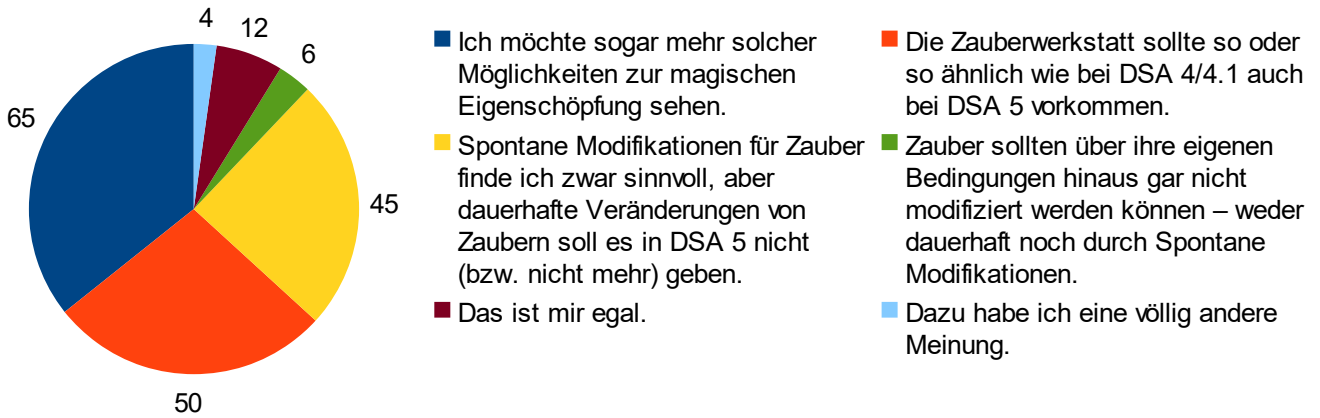 4
12
6
65
45
50
Ich möchte sogar mehr solcher
Möglichkeiten zur magischen
Eigenschöpfung sehen.
Die Zauberwerkstatt sollte so oder
so ähnlich wie bei DSA 4/4.1 auch
bei DSA 5 vorkommen.
Spontane Modifikationen für Zauber
finde ich zwar sinnvoll, aber
dauerhafte Veränderungen von
Zaubern soll es in DSA 5 nicht
(bzw. nicht mehr) geben.
Zauber sollten über ihre eigenen
Bedingungen hinaus gar nicht
modifiziert werden können – weder
dauerhaft noch durch Spontane
Modifikationen.
Das ist mir egal.
Dazu habe ich eine völlig andere
Meinung.